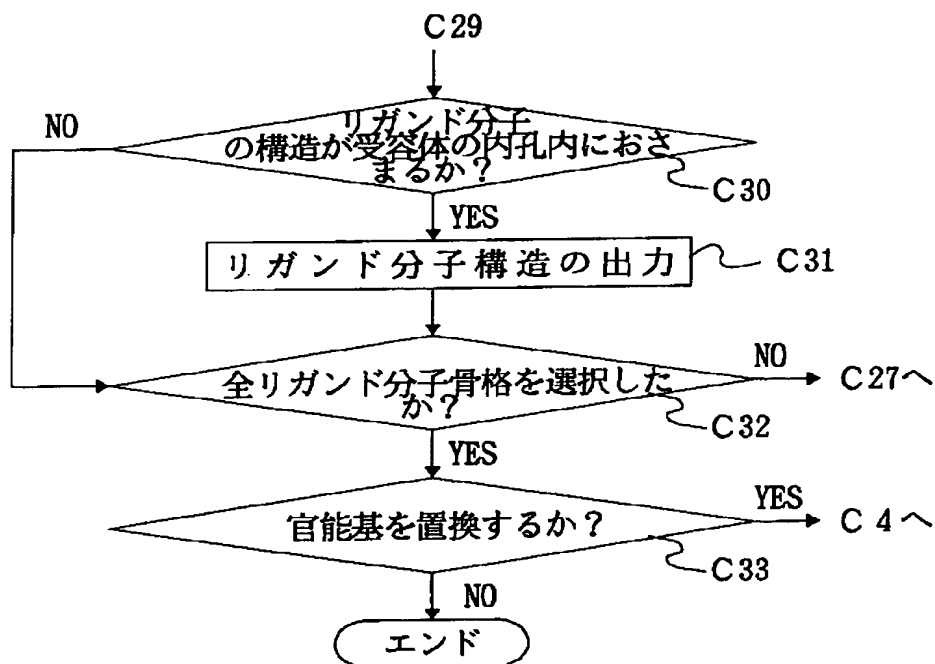 C29
リガンド分子
NO
の構造が受容体の内孔内におさ
まるか?
C30
YES
リガンド分子構造の出力
C31
NO
全リガンド分子骨格を選択した
か?
C27へ
C32
YES
YES
官能基を置換するか?
C4へ
C33
NO
エンド